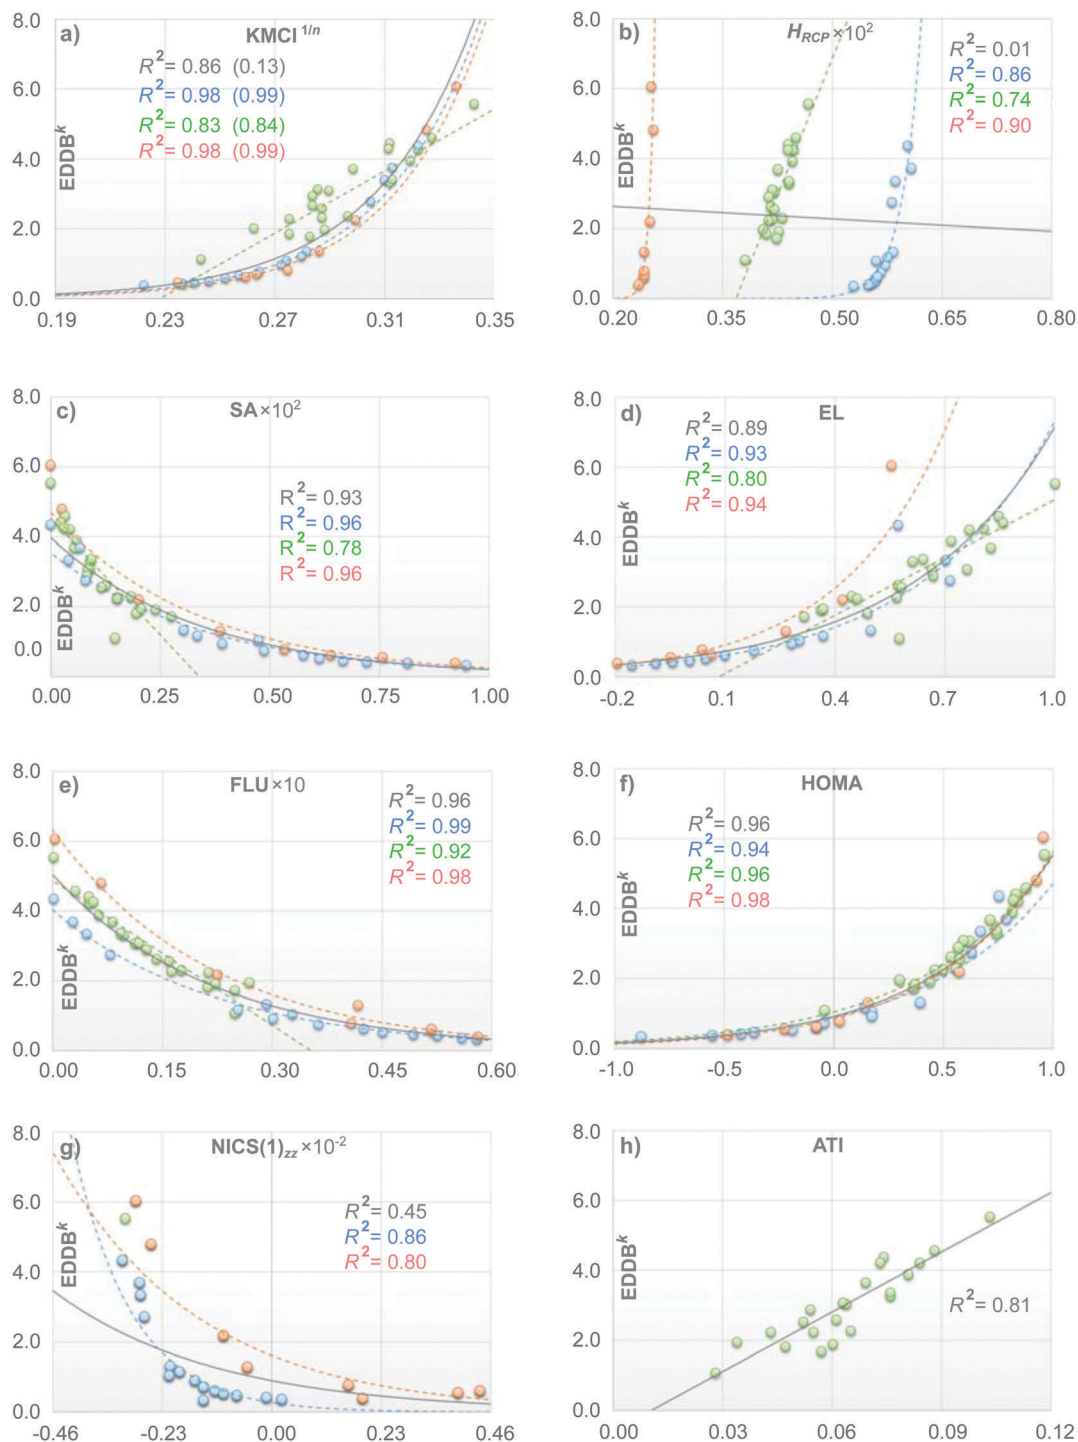 a) KMCI 1/n
R² = 0.86 (0.13)
R² = 0.98 (0.99)
R² = 0.83 (0.84)
R² = 0.98 (0.99)
EDDBᵏ
8.0
6.0
4.0
2.0
0.0
0.19 0.23 0.27 0.31 0.35
b) H_RCP ×10²
R² = 0.01
R² = 0.86
R² = 0.74
R² = 0.90
EDDBᵏ
8.0
6.0
4.0
2.0
0.0
0.20 0.35 0.50 0.65 0.80
c) SA×10²
R² = 0.93
R² = 0.96
R² = 0.78
R² = 0.96
EDDBᵏ
8.0
6.0
4.0
2.0
0.0
0.00 0.25 0.50 0.75 1.00
d) EL
R² = 0.89
R² = 0.93
R² = 0.80
R² = 0.94
EDDBᵏ
8.0
6.0
4.0
2.0
0.0
-0.2 0.1 0.4 0.7 1.0
e) FLU×10
R² = 0.96
R² = 0.99
R² = 0.92
R² = 0.98
EDDBᵏ
8.0
6.0
4.0
2.0
0.0
0.00 0.15 0.30 0.45 0.60
f) HOMA
R² = 0.96
R² = 0.94
R² = 0.96
R² = 0.98
EDDBᵏ
8.0
6.0
4.0
2.0
0.0
-1.0 -0.5 0.0 0.5 1.0
g) NICS(1)zz ×10⁻²
R² = 0.45
R² = 0.86
R² = 0.80
EDDBᵏ
8.0
6.0
4.0
2.0
0.0
-0.46 -0.23 0.00 0.23 0.46
h) ATI
R² = 0.81
EDDBᵏ
8.0
6.0
4.0
2.0
0.0
0.00 0.03 0.06 0.09 0.12